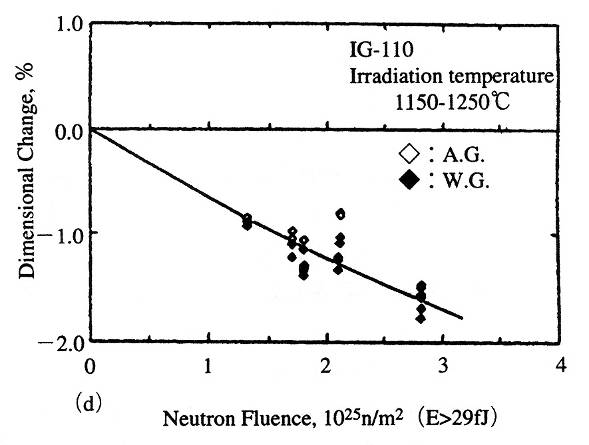 1.0
IG-110
Irradiation temperature
1150-1250℃
0.0
◇ : A.G.
◆ : W.G.
−1.0
−2.0
0 1 2 3 4
Dimensional Change, %
(d)
Neutron Fluence, 10²⁵n/m² (E>29fJ)